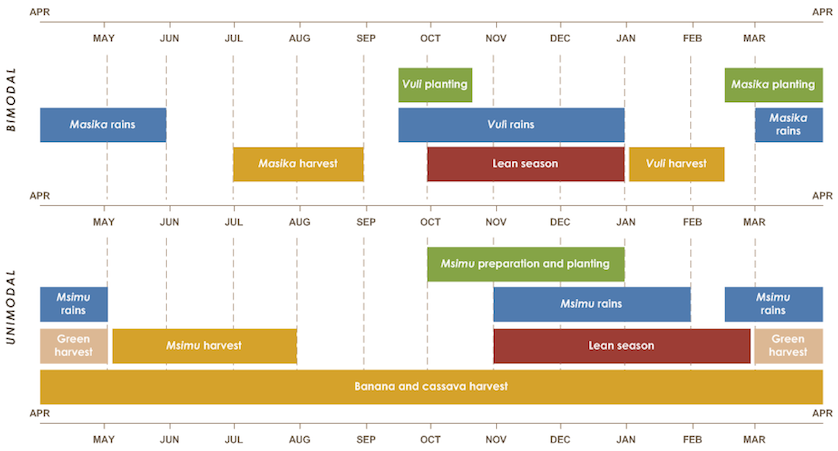 APR APR
MAY JUN JUL AUG SEP OCT NOV DEC JAN FEB MAR
BIMODAL
Vuli planting
Masika planting
Masika rains
Vuli rains
Masika
rains
Masika harvest
Lean season
Vuli harvest
APR APR
MAY JUN JUL AUG SEP OCT NOV DEC JAN FEB MAR
UNIMODAL
Msimu preparation and planting
Msimu
rains
Msimu rains
Msimu
rains
Green
harvest
Msimu harvest
Lean season
Green
harvest
Banana and cassava harvest
APR APR
MAY JUN JUL AUG SEP OCT NOV DEC JAN FEB MAR